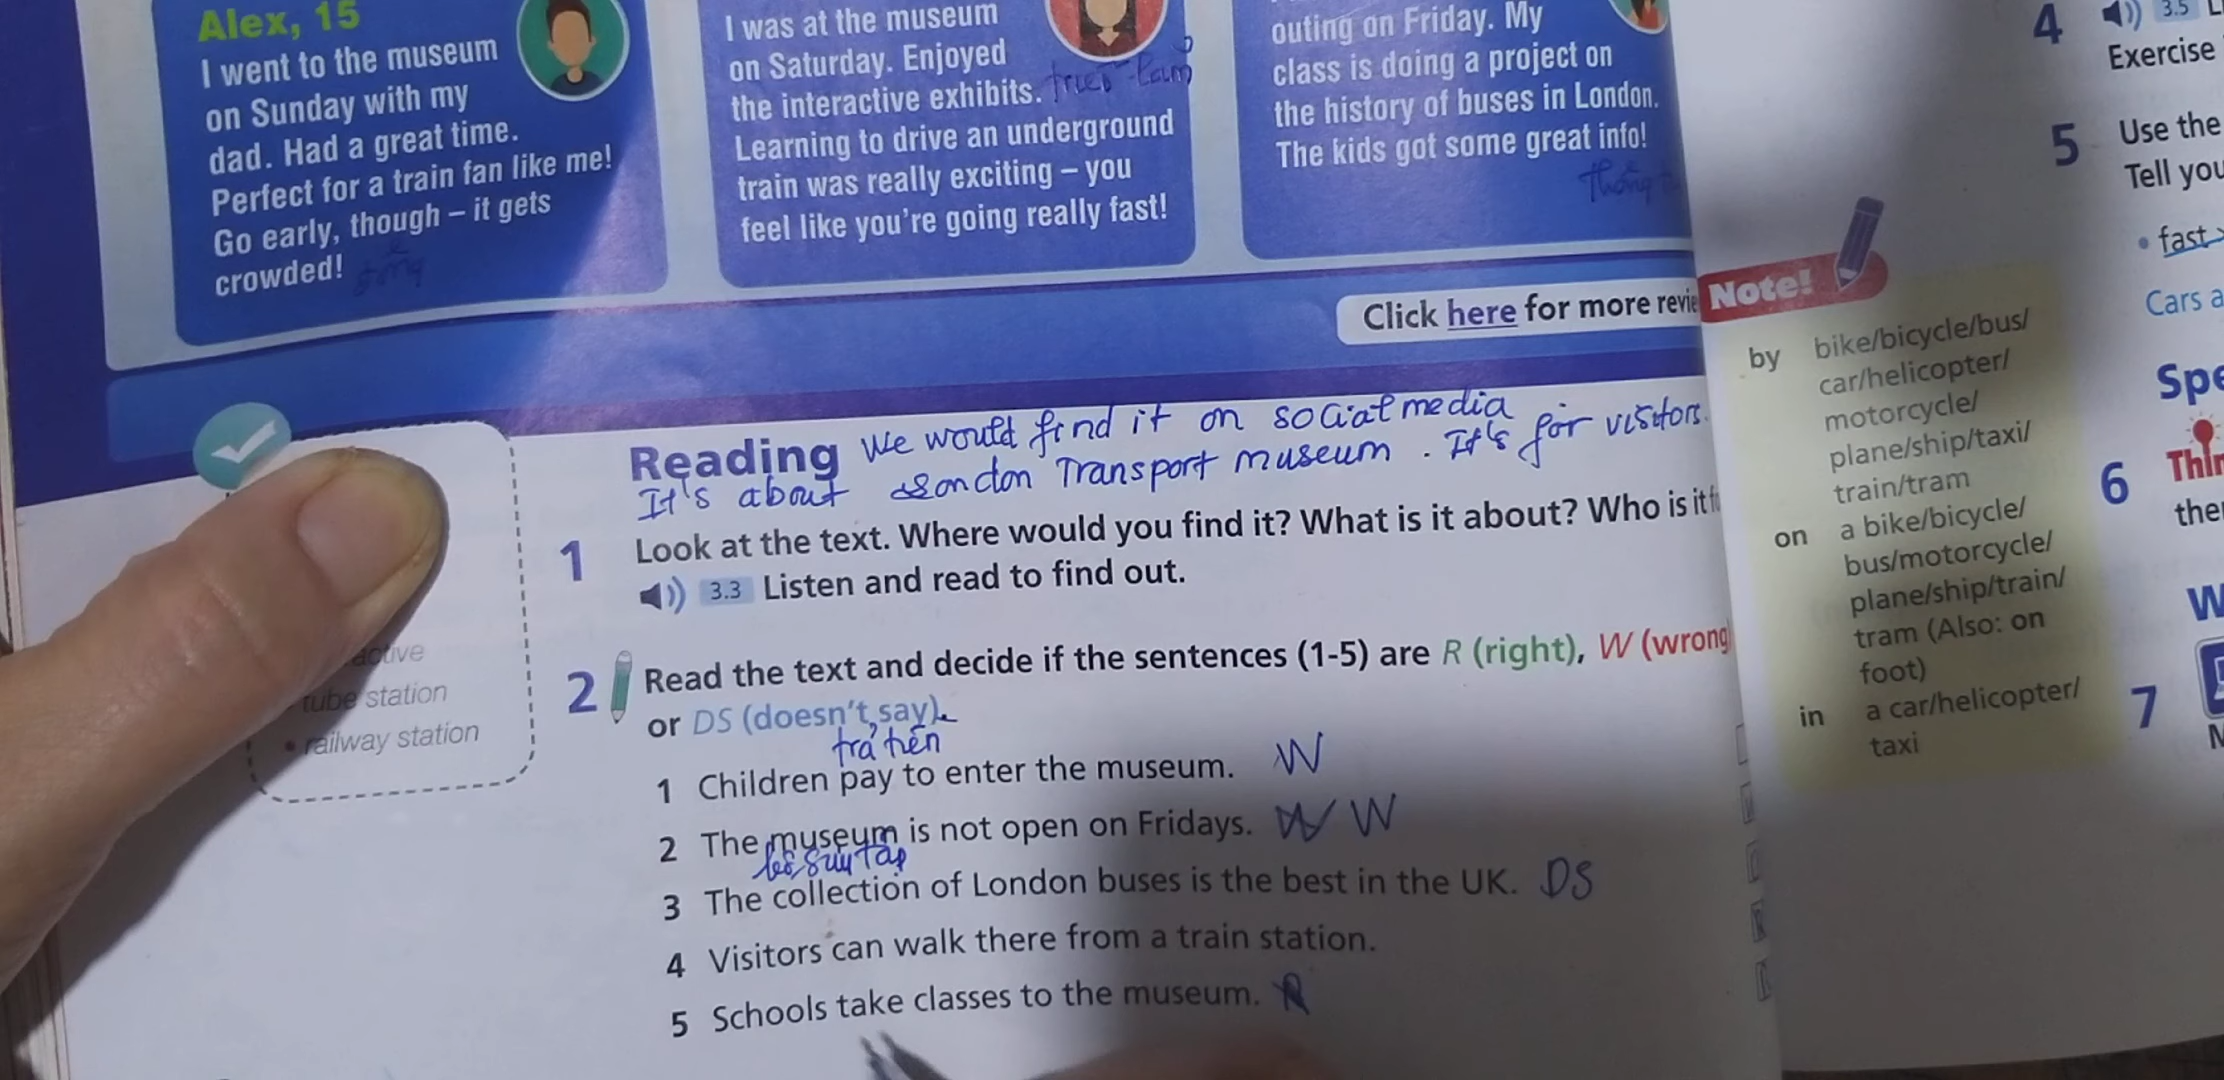 Alex, 15
I went to the museum
on Sunday with my
dad. Had a great time.
Perfect for a train fan like me!
Go early, though – it gets
crowded!
I was at the museum
on Saturday. Enjoyed
the interactive exhibits.
Learning to drive an underground
train was really exciting – you
feel like you're going really fast!
outing on Friday. My
class is doing a project on
the history of buses in London.
The kids got some great info!
Click here for more
Reading We would find it on social media
It's about London Transport museum. It's for visitors.
1 Look at the text. Where would you find it? What is it about? Who is it
3.3 Listen and read to find out.
2 Read the text and decide if the sentences (1-5) are R (right), W (wrong)
or DS (doesn't say).
trả tiền
1 Children pay to enter the museum. W
2 The museum is not open on Fridays. W W
3 The collection of London buses is the best in the UK. DS
4 Visitors can walk there from a train station.
5 Schools take classes to the museum. R
tube station
• railway station
Note!
by bike/bicycle/bus/
car/helicopter/
motorcycle/
plane/ship/taxi/
train/tram
on a bike/bicycle/
bus/motorcycle/
plane/ship/train/
tram (Also: on
foot)
in a car/helicopter/
taxi
4 3.5
Exercise
5 Use the
Tell you
• fast
Cars a
6
7